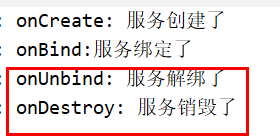 : onCreate: 服务创建了
: onBind:服务绑定了
: onUnbind: 服务解绑了
: onDestroy: 服务销毁了